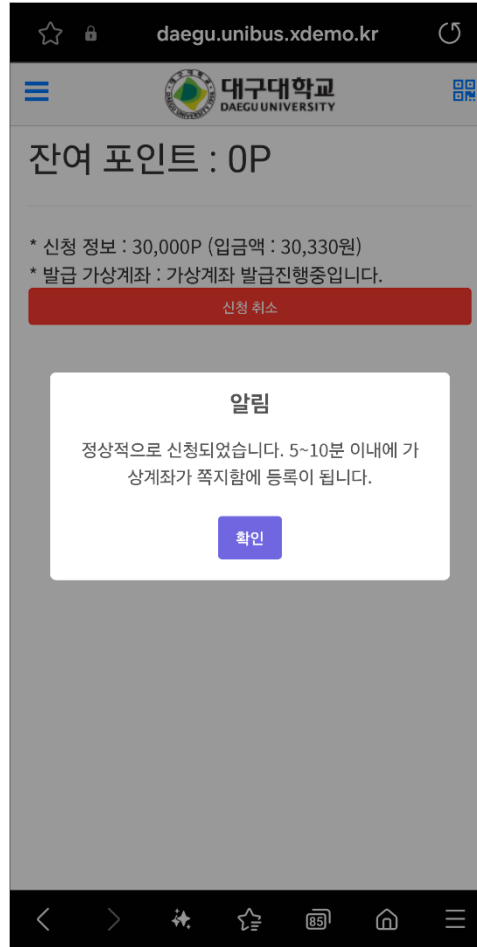 daegu.unibus.xdemo.kr
대구대학교
DAEGU UNIVERSITY
잔여 포인트 : 0P
* 신청 정보 : 30,000P (입금액 : 30,330원)
* 발급 가상계좌 : 가상계좌 발급진행중입니다.
신청 취소
알림
정상적으로 신청되었습니다. 5~10분 이내에 가
상계좌가 쪽지함에 등록이 됩니다.
확인
85